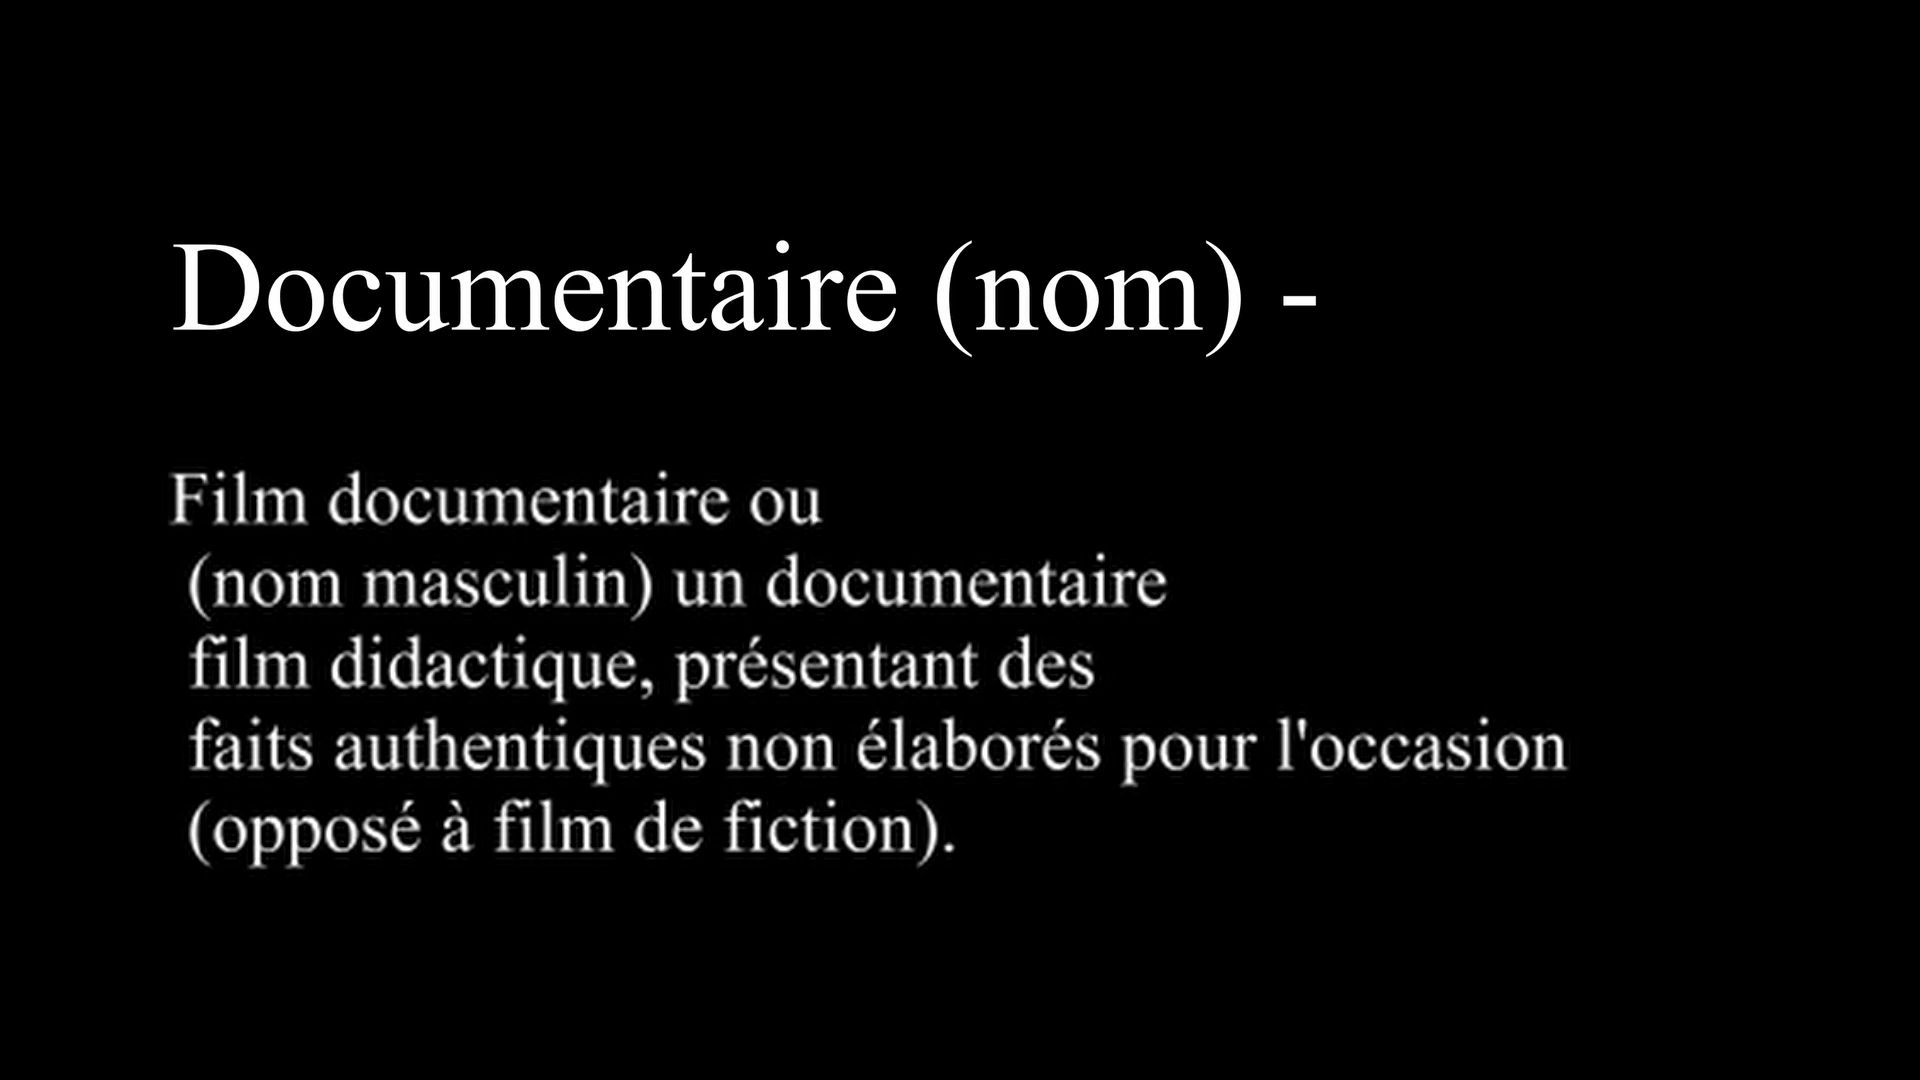 Documentaire (nom) -
Film documentaire ou
(nom masculin) un documentaire
film didactique, présentant des
faits authentiques non élaborés pour l'occasion
(opposé à film de fiction).